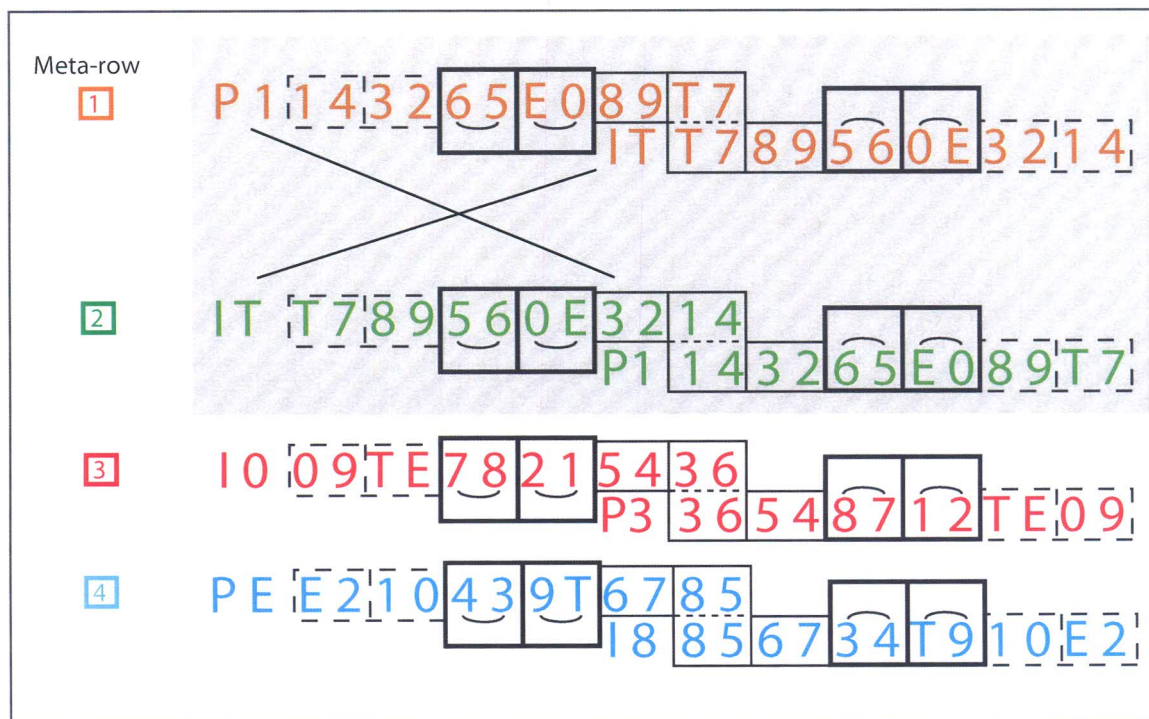 Meta-row
1 P 1 1 4 3 2 6 5 E 0 8 9 T 7
I T T 7 8 9 5 6 0 E 3 2 1 4
2 I T T 7 8 9 5 6 0 E 3 2 1 4
P1 1 4 3 2 6 5 E 0 8 9 T 7
3 I 0 0 9 T E 7 8 2 1 5 4 3 6
P3 3 6 5 4 8 7 1 2 T E 0 9
4 P E E 2 1 0 4 3 9 T 6 7 8 5
I 8 8 5 6 7 3 4 T 9 1 0 E 2